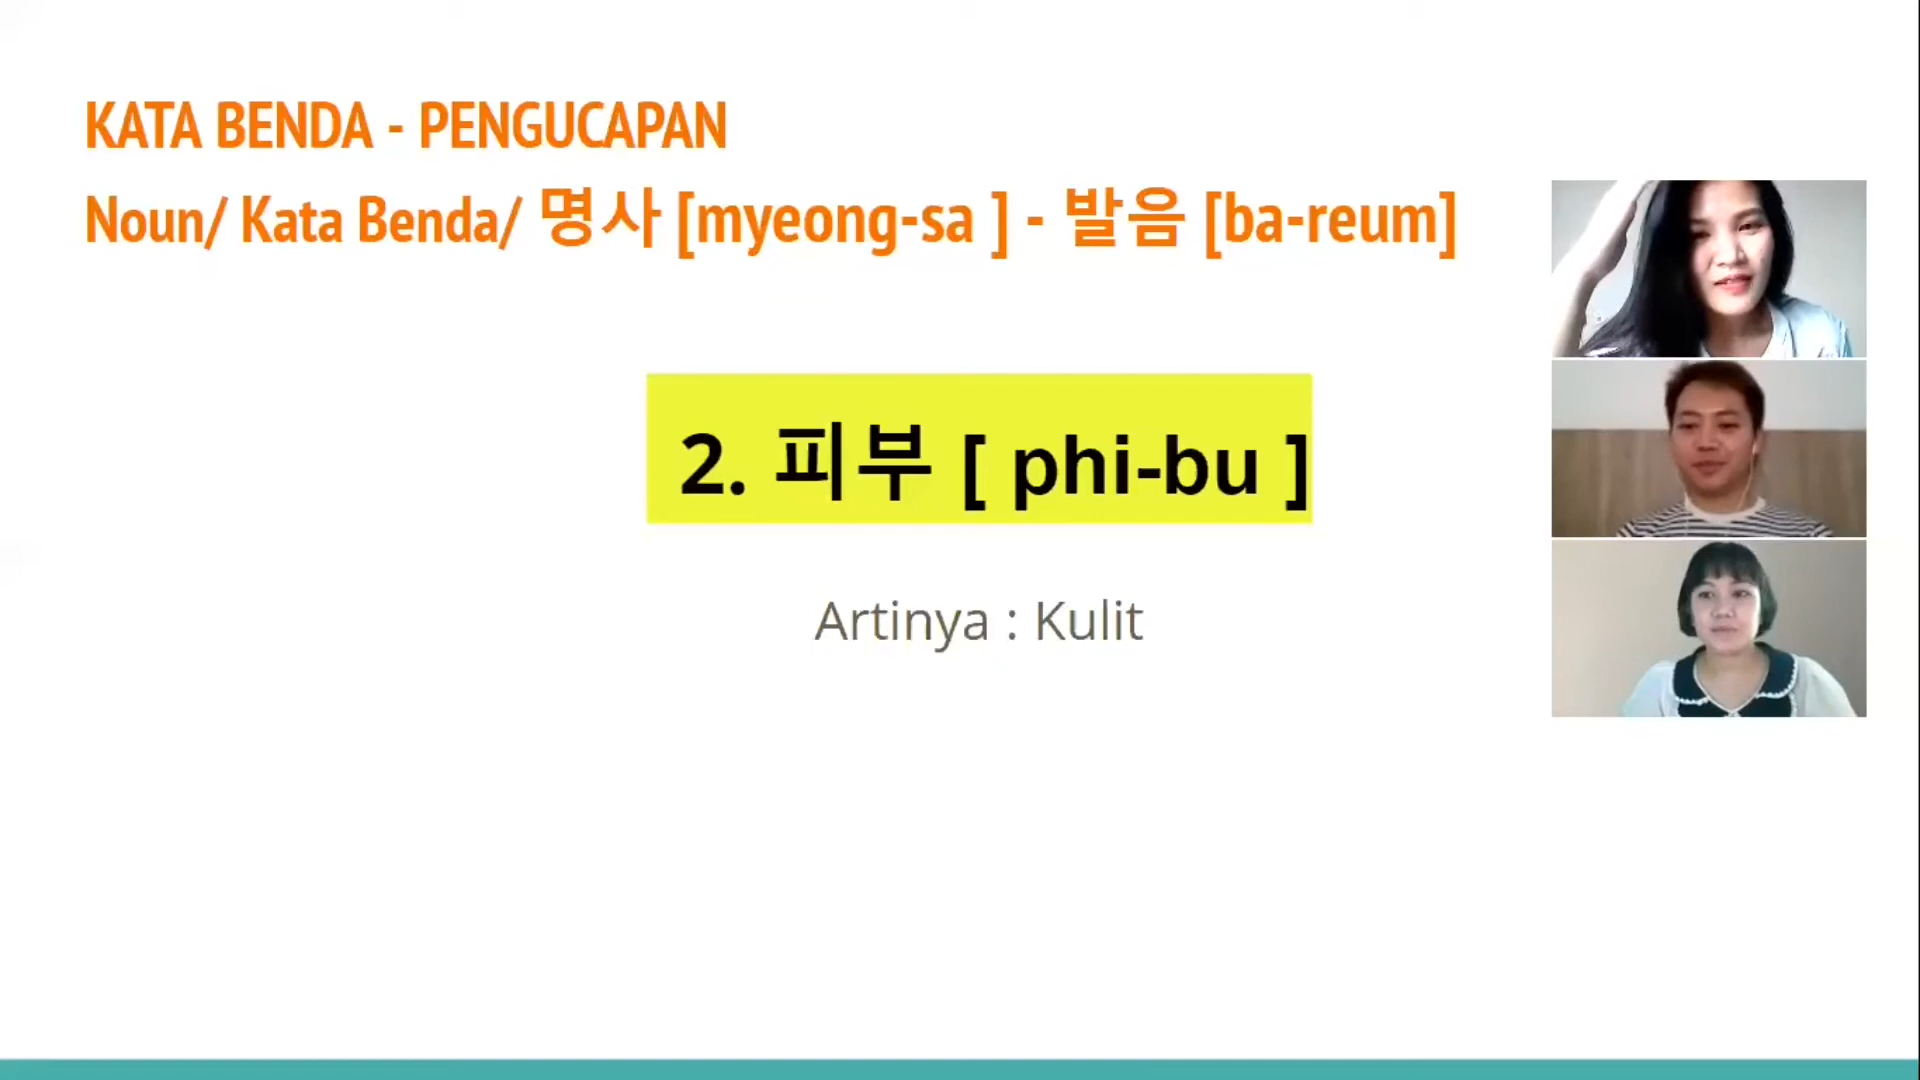 KATA BENDA - PENGUCAPAN
Noun/ Kata Benda/ 명사 [myeong-sa ] - 발음 [ba-reum]
2. 피부 [ phi-bu ]
Artinya : Kulit